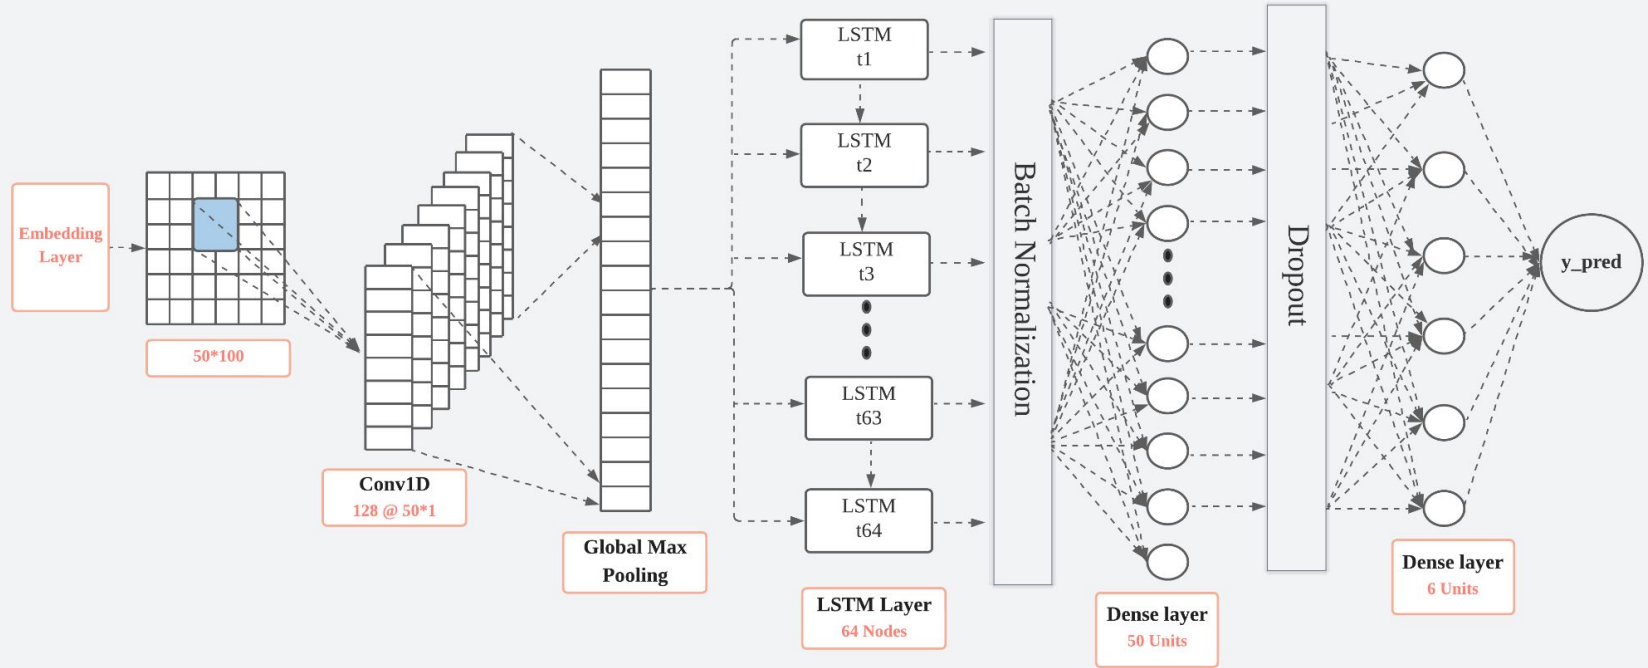 Embedding
Layer
50*100
Conv1D
128 @ 50*1
Global Max
Pooling
LSTM
t1
LSTM
t2
LSTM
t3
LSTM
t63
LSTM
t64
LSTM Layer
64 Nodes
Batch Normalization
Dense layer
50 Units
Dropout
Dense layer
6 Units
y_pred